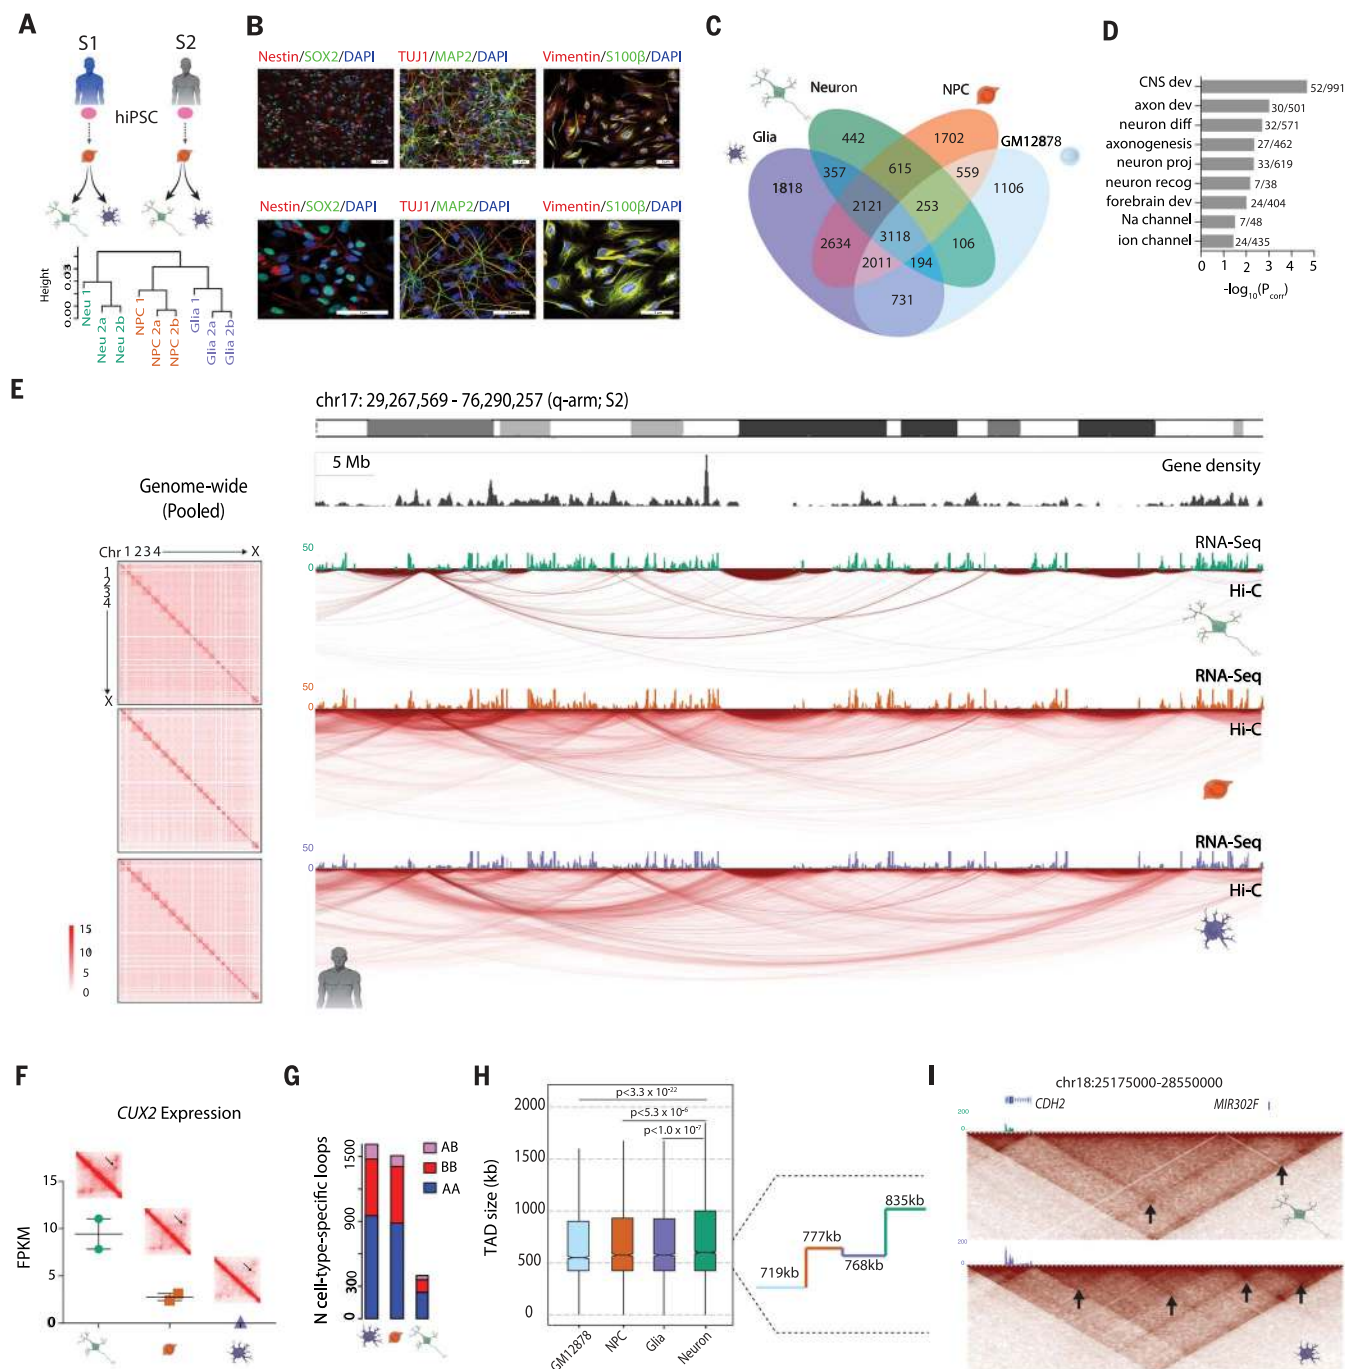 A
S1 S2
hiPSC
Height
0.00 0.03
Neu 1
Neu 2a
Neu 2b
NPC 1
NPC 2a
NPC 2b
Glia 1
Glia 2a
Glia 2b
B
Nestin/SOX2/DAPI TUJ1/MAP2/DAPI Vimentin/S100β/DAPI
Nestin/SOX2/DAPI TUJ1/MAP2/DAPI Vimentin/S100β/DAPI
C
Neuron NPC
Glia GM12878
442 1702
357 615 559
1818 1106
2121 253
2634 3118 106
2011 194
731
D
CNS dev 52/991
axon dev 30/501
neuron diff 32/571
axonogenesis 27/462
neuron proj 33/619
neuron recog 7/38
forebrain dev 24/404
Na channel 7/48
ion channel 24/435
0 1 2 3 4 5
-log10(Pcorr)
E
chr17: 29,267,569 - 76,290,257 (q-arm; S2)
5 Mb
Gene density
Genome-wide
(Pooled)
Chr 1 2 3 4 X
1
2
3
4
X
15
10
5
0
50
0
RNA-Seq
Hi-C
50
0
RNA-Seq
Hi-C
50
0
RNA-Seq
Hi-C
F
CUX2 Expression
FPKM
15
10
5
0
G
N cell-type-specific loops
0 300 900 1500
AB
BB
AA
H
TAD size (kb)
2000
1500
1000
500
0
p<3.3 x 10-22
p<5.3 x 10-6
p<1.0 x 10-7
GM12878
NPC
Glia
Neuron
719kb
777kb
768kb
835kb
I
chr18:25175000-28550000
CDH2 MIR302F
200
0
200
0